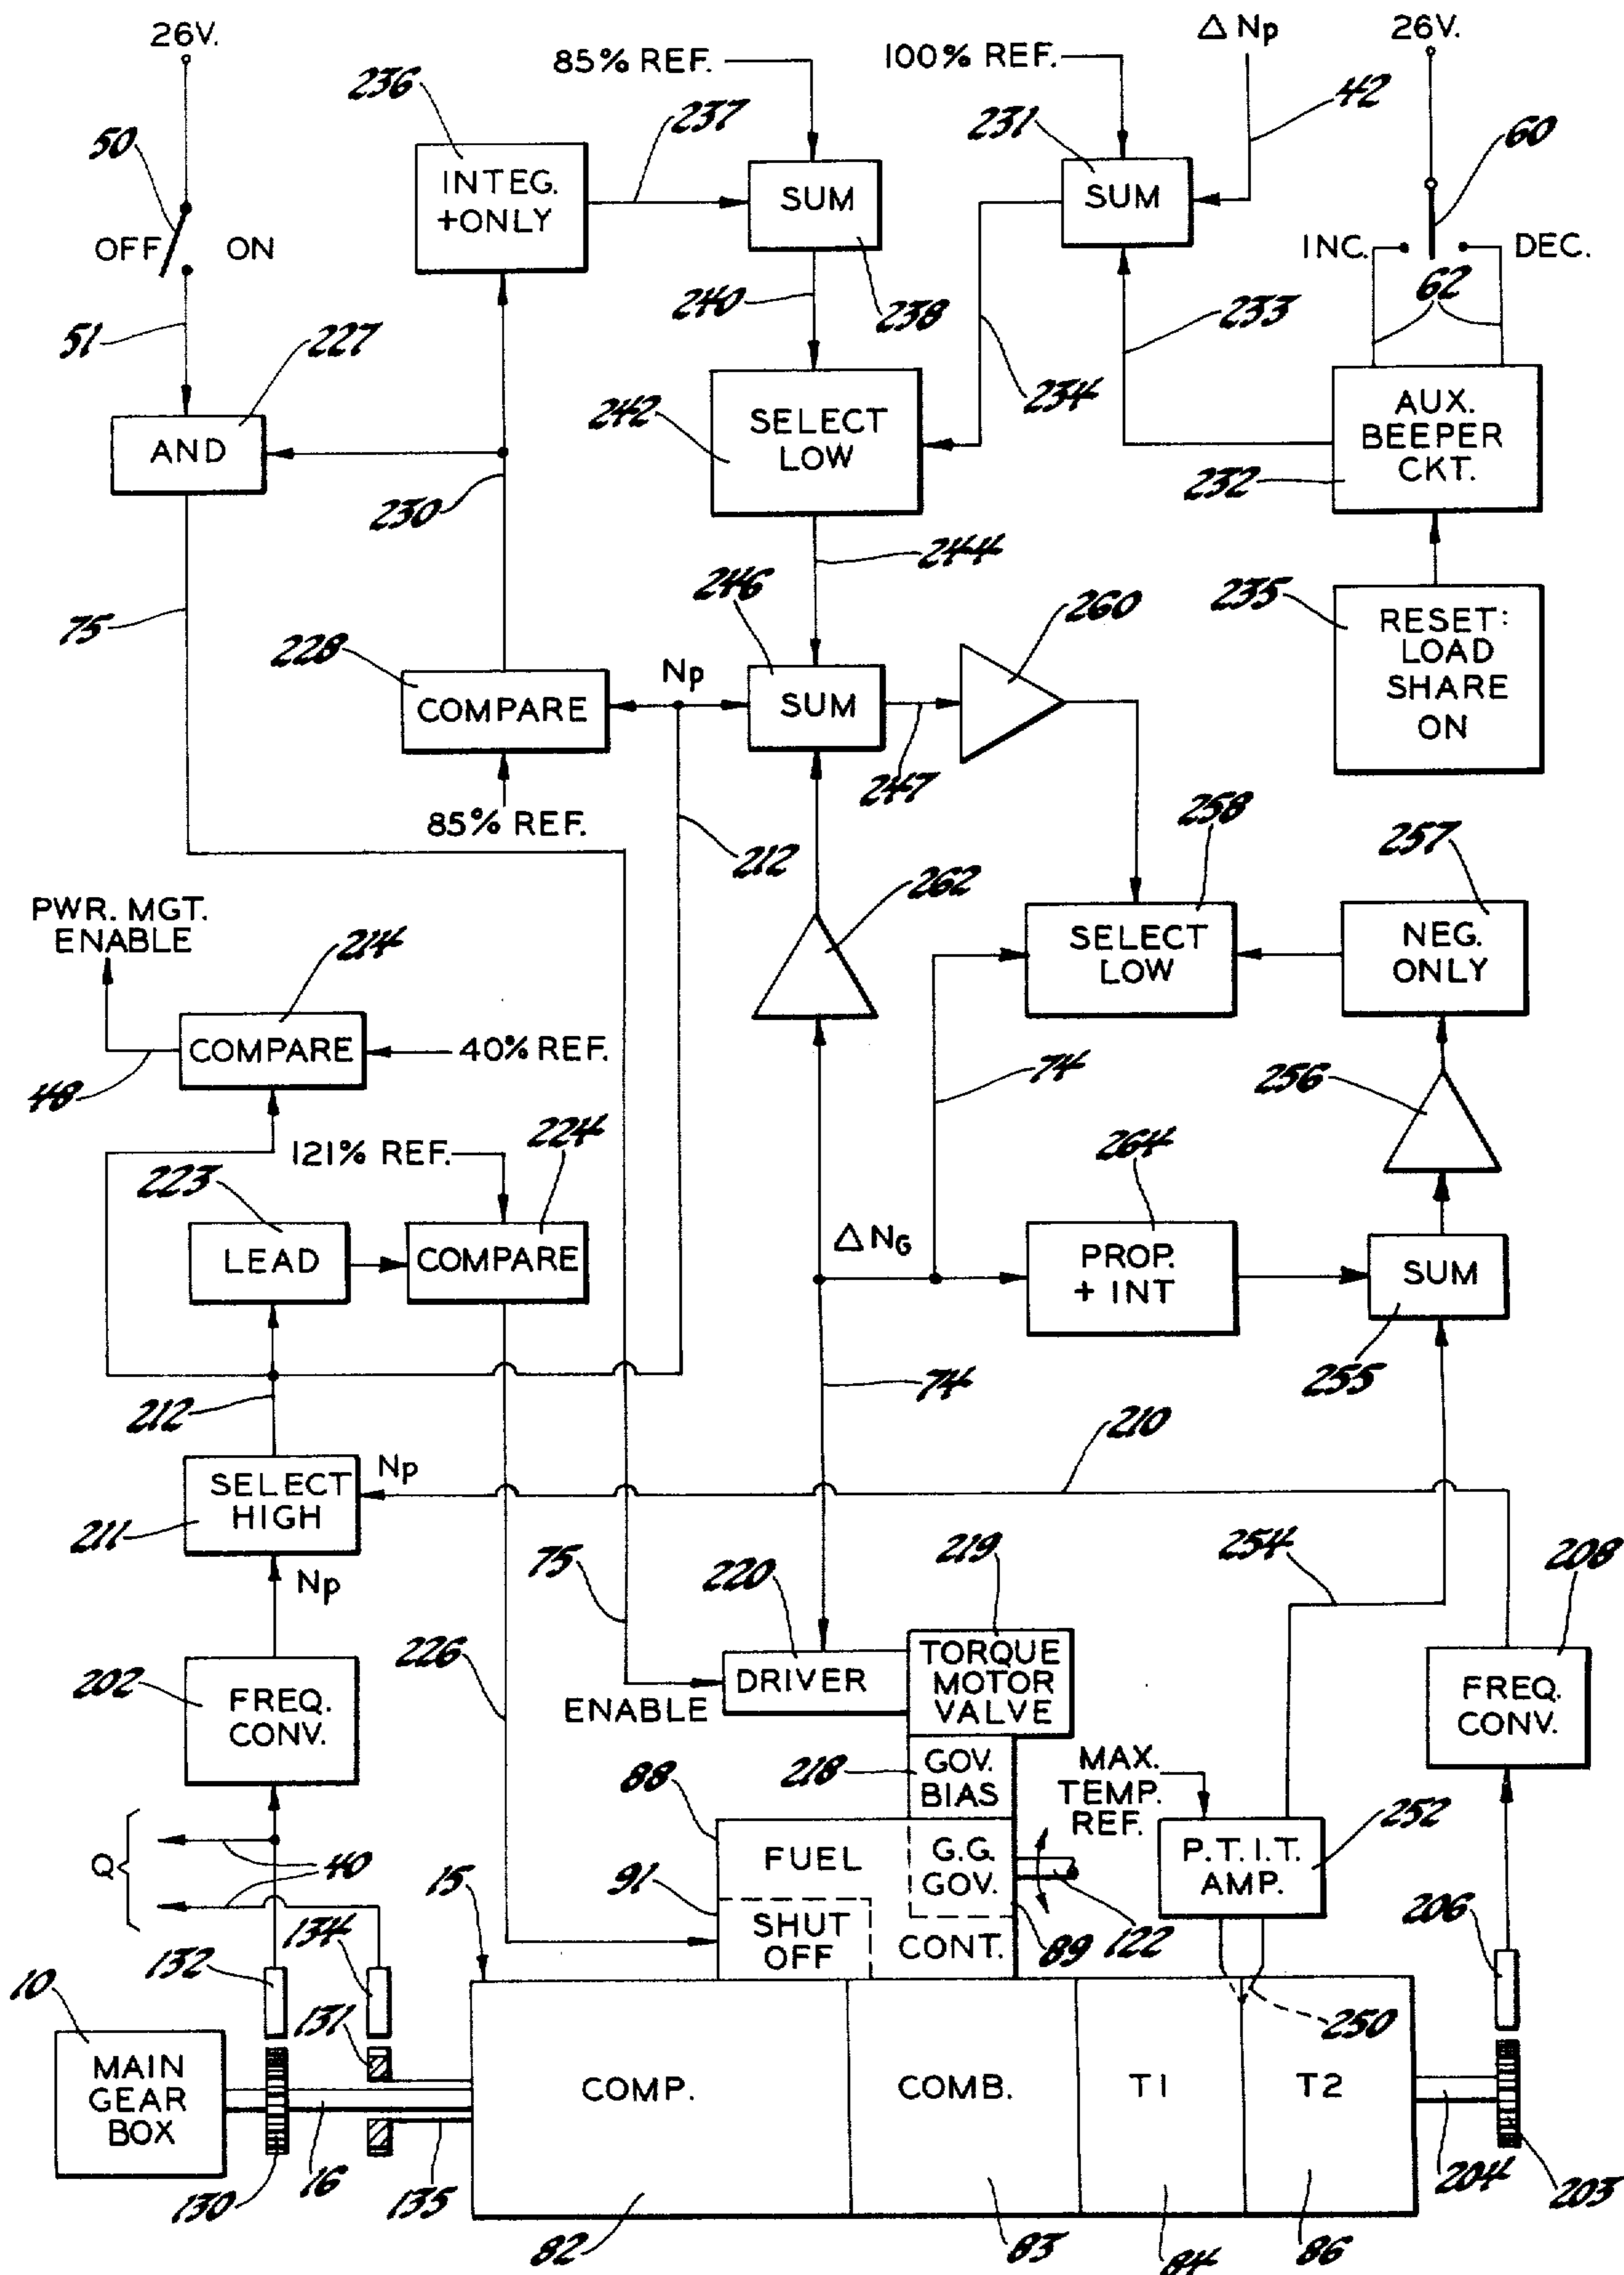 26V.
85% REF.
100% REF.
Δ Np
26V.
236
237
231
42
50
60
INTEG.
+ONLY
SUM
SUM
OFF
ON
INC.
DEC.
62
51
227
240
238
233
234
AND
242
SELECT
LOW
AUX.
BEEPER
CKT.
232
230
244
75
246
260
235
RESET:
LOAD
SHARE
ON
228
Np
COMPARE
SUM
247
85% REF.
258
257
212
262
PWR. MGT.
ENABLE
214
SELECT
LOW
NEG.
ONLY
COMPARE
40% REF.
48
74
256
121% REF.
224
223
264
LEAD
COMPARE
Δ NG
PROP.
+ INT
SUM
255
74
212
210
SELECT
HIGH
Np
211
Np
75
220
219
254
208
226
DRIVER
TORQUE
MOTOR
VALVE
202
FREQ.
CONV.
ENABLE
FREQ.
CONV.
88
218
GOV.
BIAS
MAX.
TEMP.
REF.
252
Q
40
FUEL
G.G.
GOV.
P.T.I.T.
AMP.
15
91
206
134
SHUT
OFF
CONT.
89
122
132
10
131
250
MAIN
GEAR
BOX
COMP.
COMB.
T1
T2
130
16
135
204
203
82
83
84
86